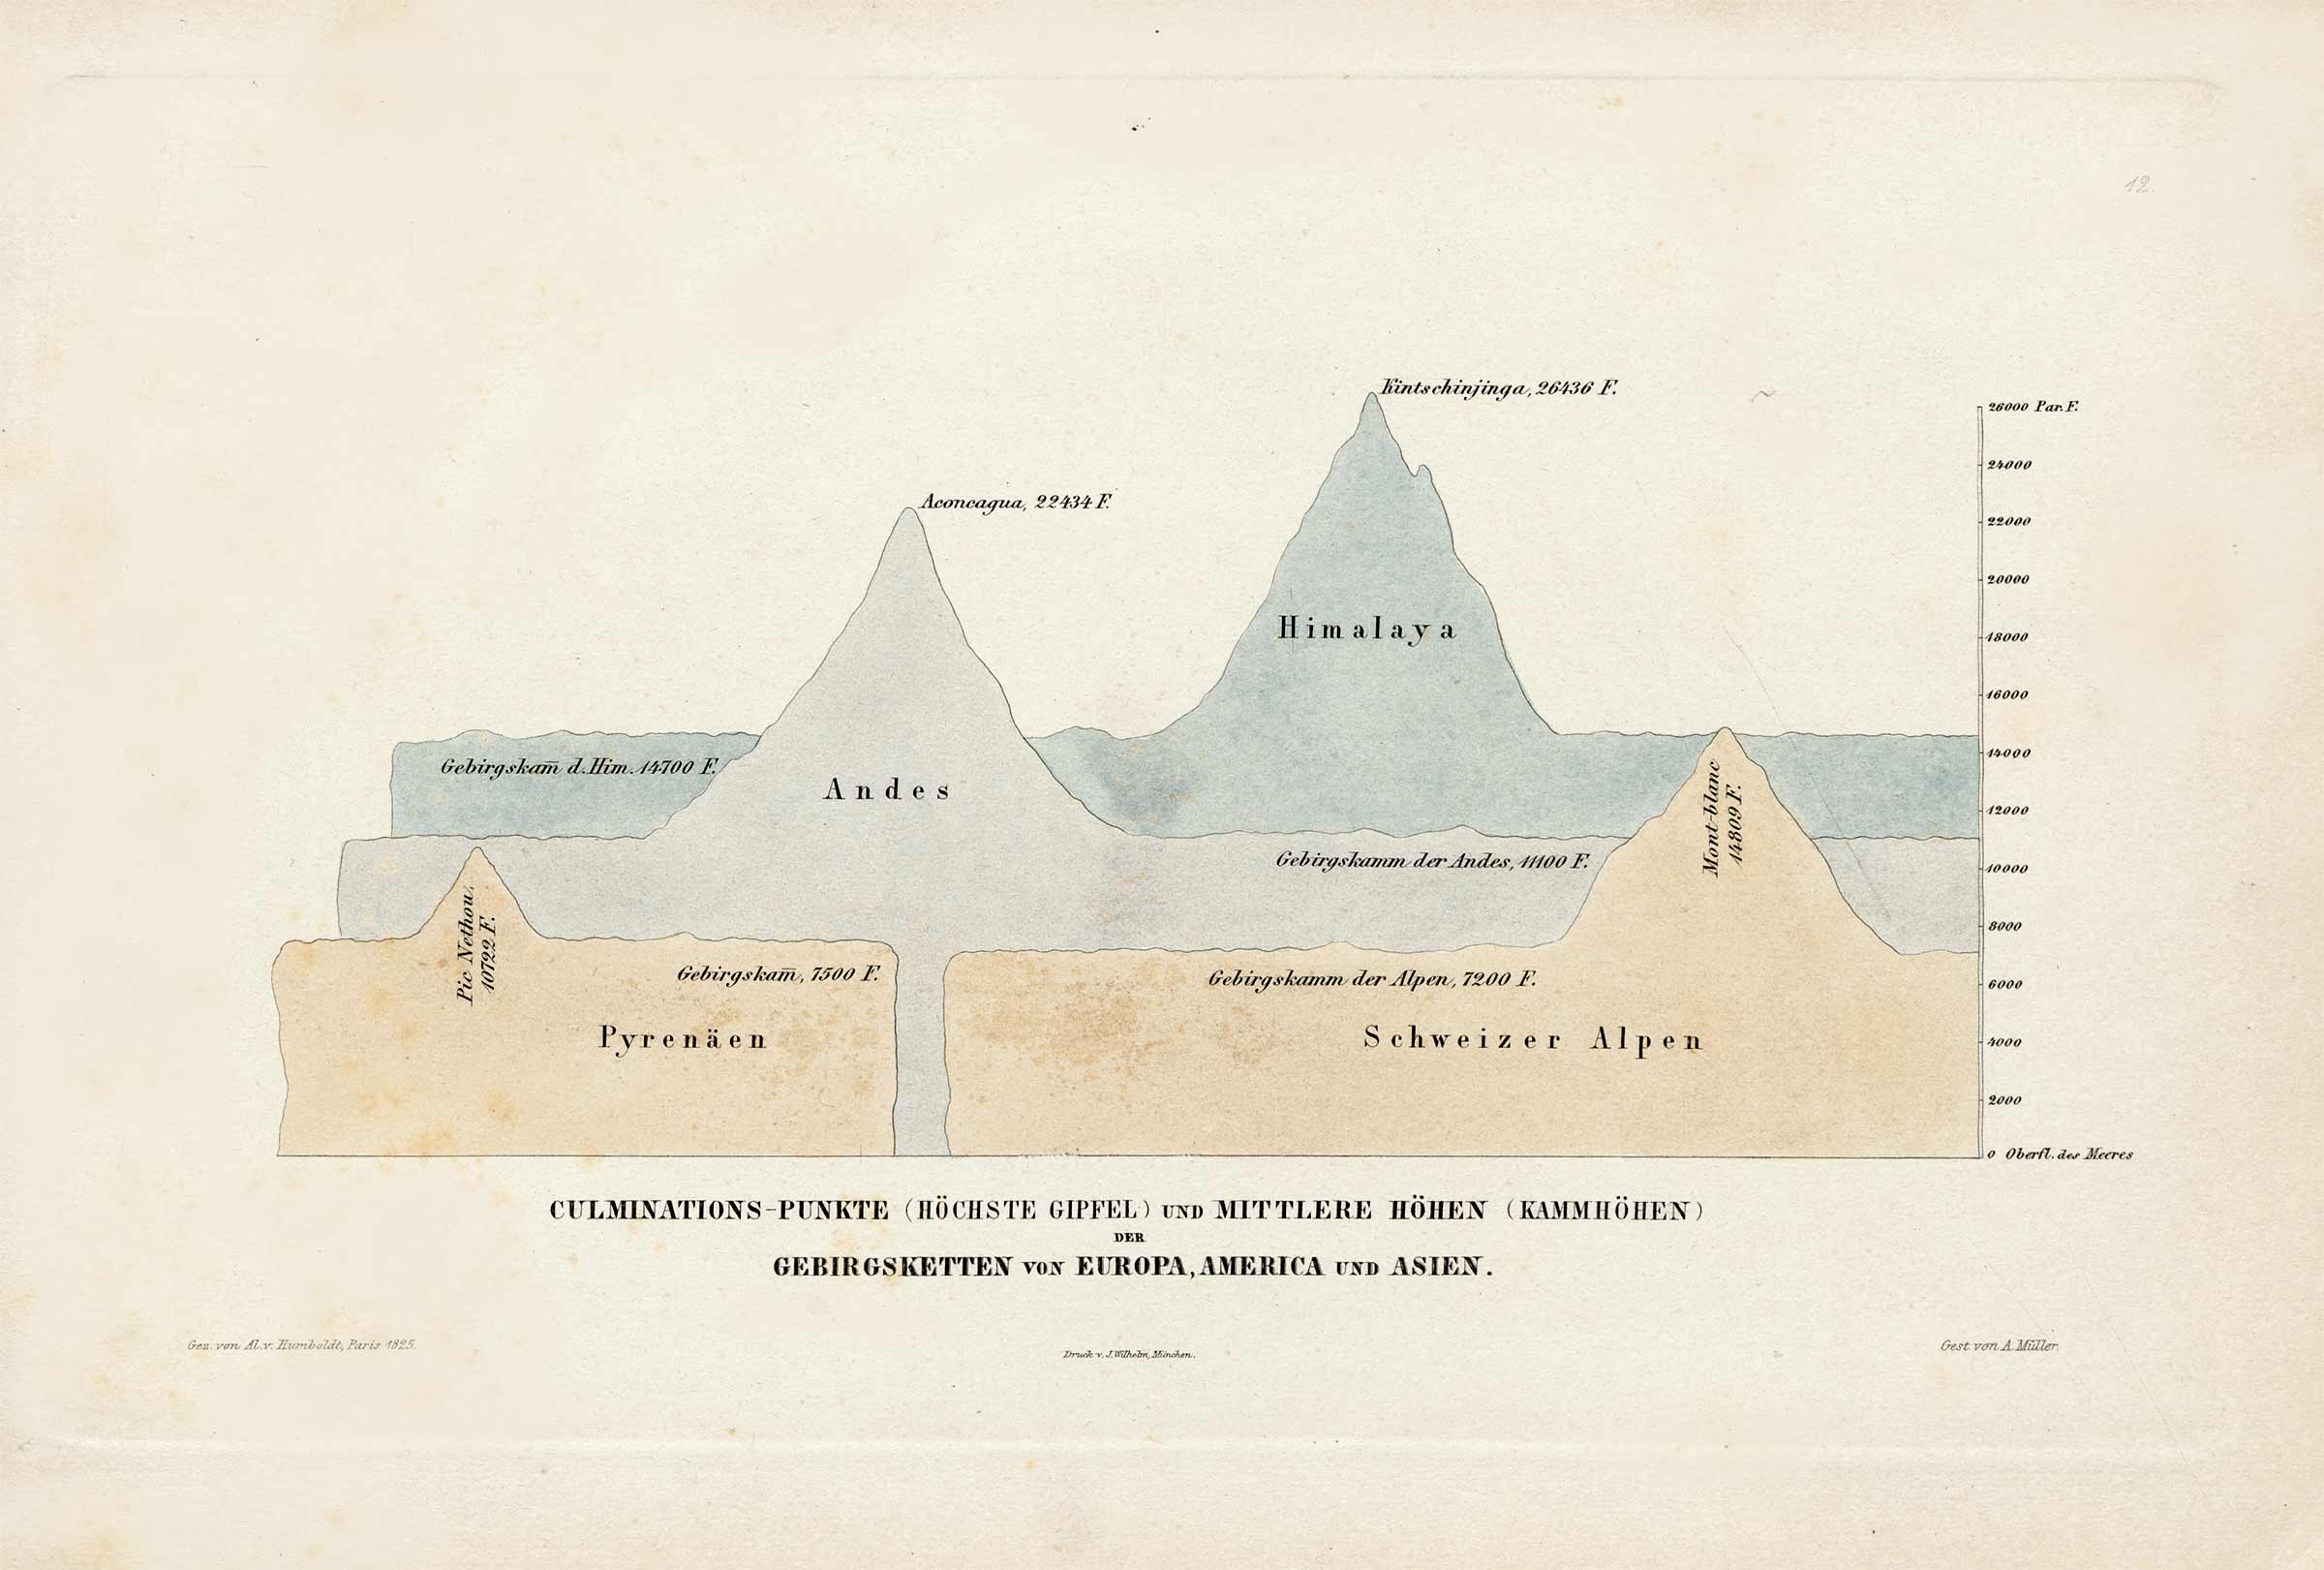 12.
Kintschinjinga, 26436 F.
26000 Par. F.
24000
Aconcagua, 22434 F.
22000
20000
Himalaya
18000
16000
14000
Gebirgskam̅ d. Him. 14700 F.
Andes
12000
Mont-blanc
14809 F.
Gebirgskamm der Andes, 11100 F.
10000
8000
Pic Nethou,
10722 F.
Gebirgskam̅, 7500 F.
Gebirgskamm der Alpen, 7200 F.
6000
Pyrenäen
Schweizer Alpen
4000
2000
0 Oberfl. des Meeres
CULMINATIONS-PUNKTE (HÖCHSTE GIPFEL) UND MITTLERE HÖHEN (KAMMHÖHEN)
DER
GEBIRGSKETTEN VON EUROPA, AMERICA UND ASIEN.
Gez. von Al. v. Humboldt, Paris 1825.
Druck v. J. Wilhelm, München.
Gest. von A. Müller.